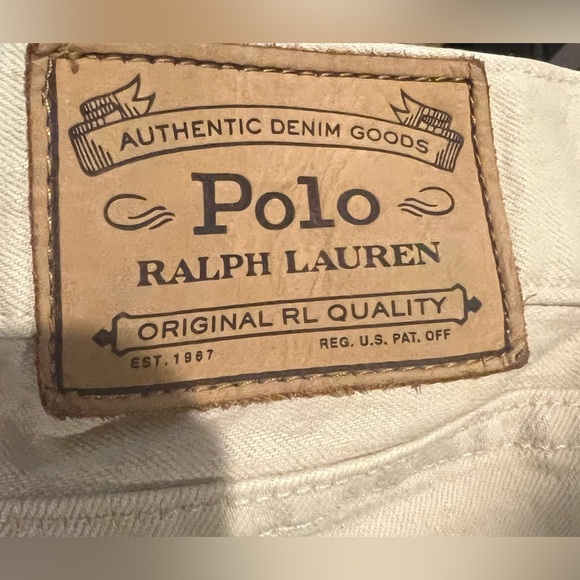 AUTHENTIC DENIM GOODS
Polo
RALPH LAUREN
ORIGINAL RL QUALITY
EST. 1967
REG. U.S. PAT. OFF